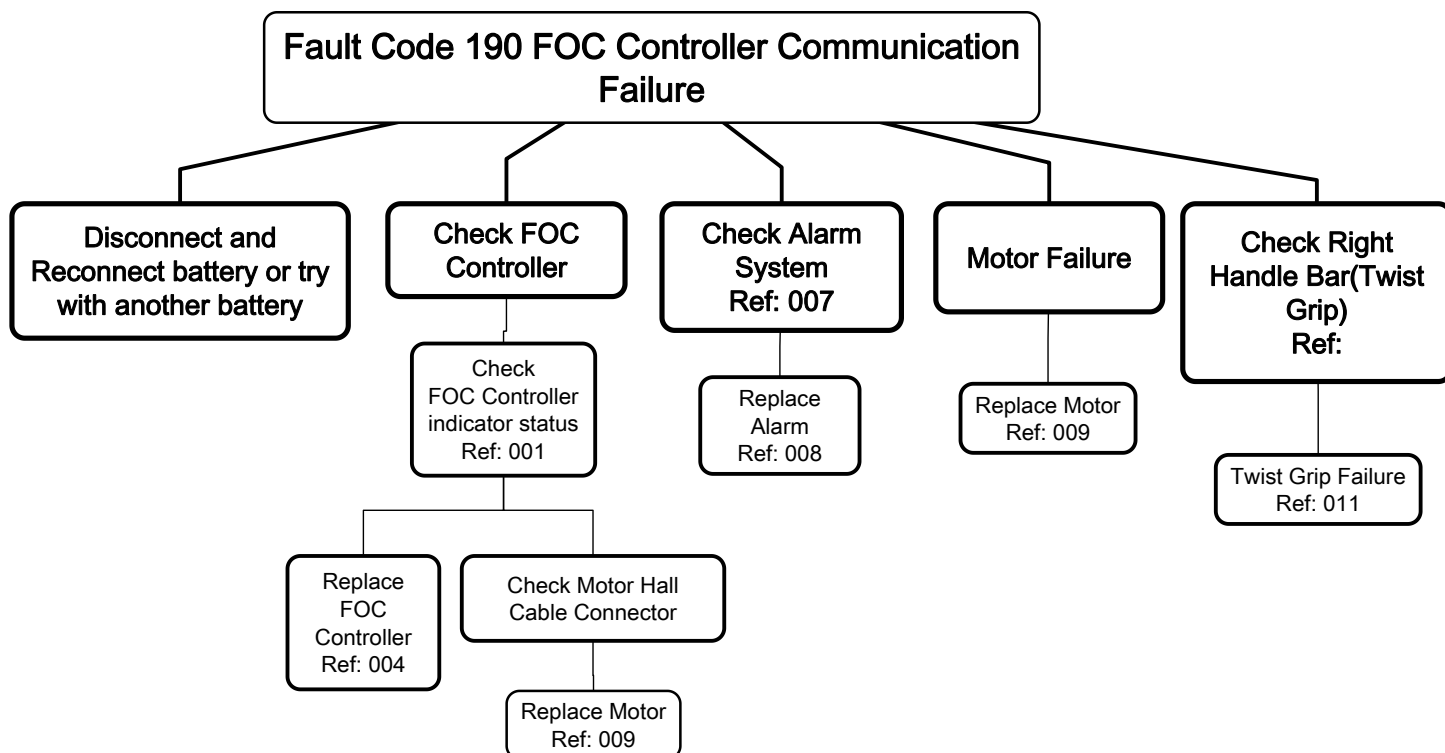 Fault Code 190 FOC Controller Communication
Failure
Disconnect and
Reconnect battery or try
with another battery
Check FOC
Controller
Check Alarm
System
Ref: 007
Motor Failure
Check Right
Handle Bar(Twist
Grip)
Ref:
Check
FOC Controller
indicator status
Ref: 001
Replace
Alarm
Ref: 008
Replace Motor
Ref: 009
Twist Grip Failure
Ref: 011
Replace
FOC
Controller
Ref: 004
Check Motor Hall
Cable Connector
Replace Motor
Ref: 009